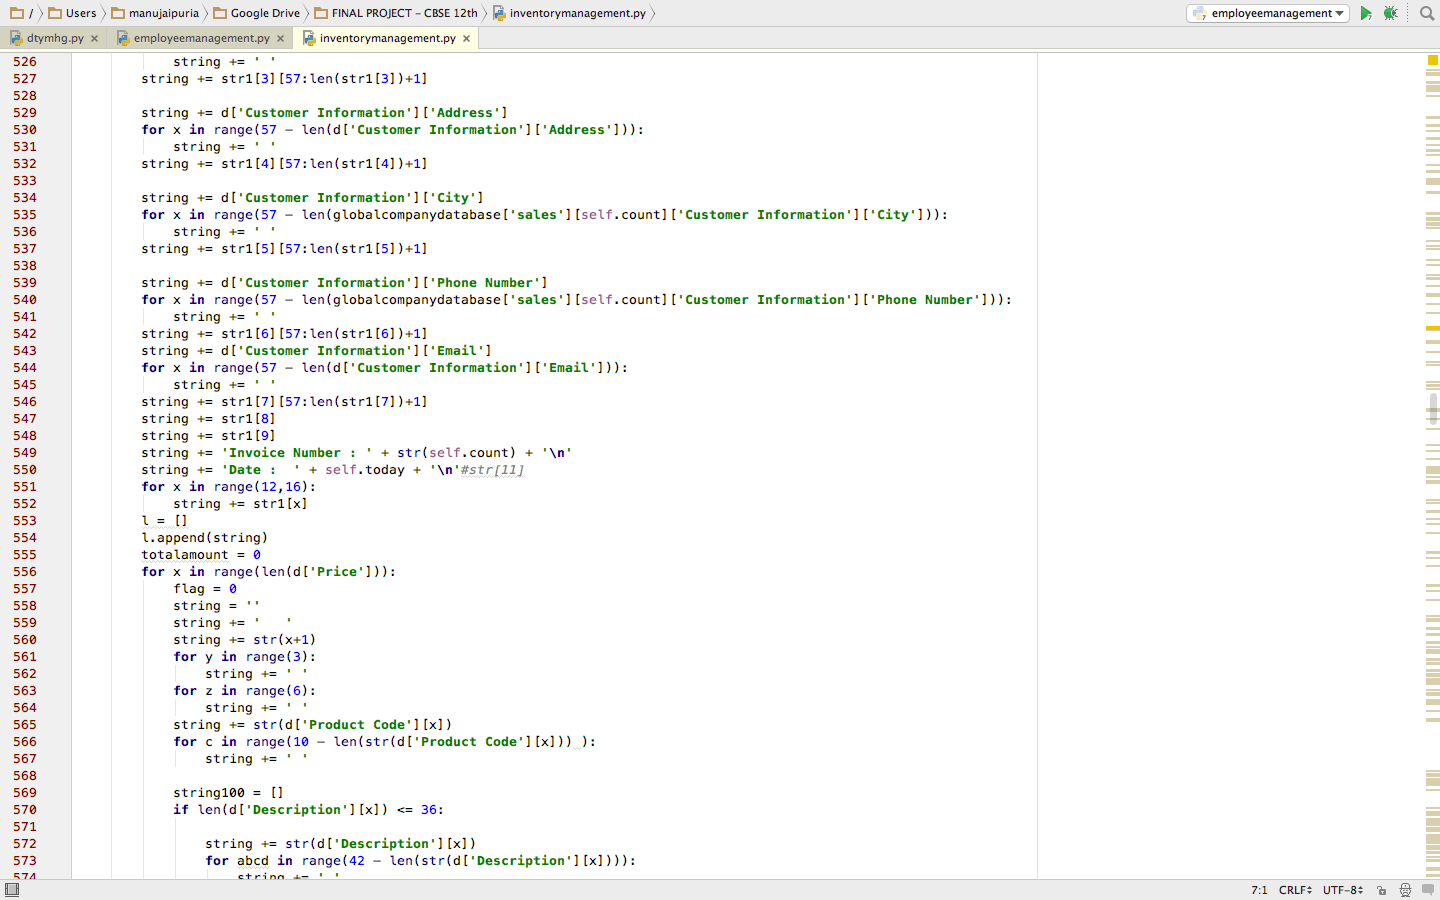 / Users manujaipuria Google Drive FINAL PROJECT – CBSE 12th inventorymanagement.py employeemanagement
dtymhg.py × employeemanagement.py × inventorymanagement.py ×
526 string += ' '
527 string += str1[3][57:len(str1[3])+1]
528
529 string += d['Customer Information']['Address']
530 for x in range(57 - len(d['Customer Information']['Address'])):
531 string += ' '
532 string += str1[4][57:len(str1[4])+1]
533
534 string += d['Customer Information']['City']
535 for x in range(57 - len(globalcompanydatabase['sales'][self.count]['Customer Information']['City'])):
536 string += ' '
537 string += str1[5][57:len(str1[5])+1]
538
539 string += d['Customer Information']['Phone Number']
540 for x in range(57 - len(globalcompanydatabase['sales'][self.count]['Customer Information']['Phone Number'])):
541 string += ' '
542 string += str1[6][57:len(str1[6])+1]
543 string += d['Customer Information']['Email']
544 for x in range(57 - len(d['Customer Information']['Email'])):
545 string += ' '
546 string += str1[7][57:len(str1[7])+1]
547 string += str1[8]
548 string += str1[9]
549 string += 'Invoice Number : ' + str(self.count) + '\n'
550 string += 'Date :  ' + self.today + '\n'#str[11]
551 for x in range(12,16):
552 string += str1[x]
553 l = []
554 l.append(string)
555 totalamount = 0
556 for x in range(len(d['Price'])):
557 flag = 0
558 string = ''
559 string += '   '
560 string += str(x+1)
561 for y in range(3):
562 string += ' '
563 for z in range(6):
564 string += ' '
565 string += str(d['Product Code'][x])
566 for c in range(10 - len(str(d['Product Code'][x])) ):
567 string += ' '
568
569 string100 = []
570 if len(d['Description'][x]) <= 36:
571
572 string += str(d['Description'][x])
573 for abcd in range(42 - len(str(d['Description'][x]))):
574 string += ' '
7:1 CRLF UTF-8